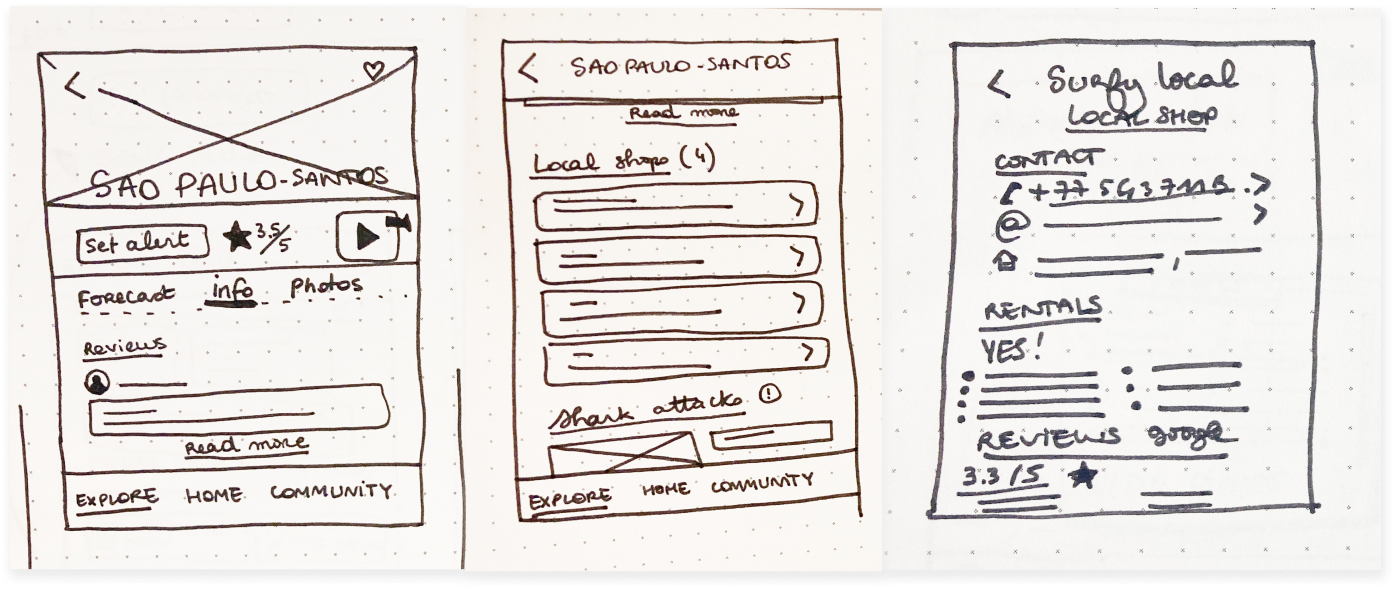 <
SAO PAULO-SANTOS
Set alert ★ 3.5/5
Forecast info Photos
Reviews
Read more
EXPLORE HOME COMMUNITY
< SAO PAULO-SANTOS
Read more
Local shops (4)
>
>
>
>
Shark attacks !
EXPLORE HOME COMMUNITY
< Surfy local
LOCAL SHOP
CONTACT
>
@ >
RENTALS
YES!
REVIEWS google
3.3/5 ★